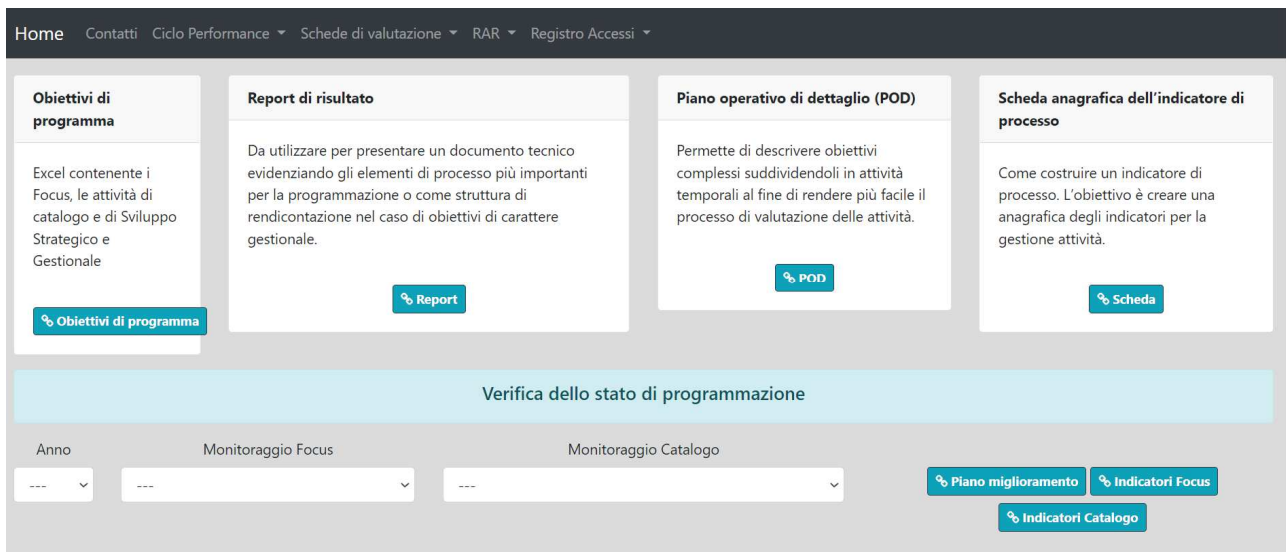 Home Contatti Ciclo Performance Schede di valutazione RAR Registro Accessi
Obiettivi di
programma
Excel contenente i
Focus, le attività di
catalogo e di Sviluppo
Strategico e
Gestionale
Obiettivi di programma
Report di risultato
Da utilizzare per presentare un documento tecnico
evidenziando gli elementi di processo più importanti
per la programmazione o come struttura di
rendicontazione nel caso di obiettivi di carattere
gestionale.
Report
Piano operativo di dettaglio (POD)
Permette di descrivere obiettivi
complessi suddividendoli in attività
temporali al fine di rendere più facile il
processo di valutazione delle attività.
POD
Scheda anagrafica dell’indicatore di
processo
Come costruire un indicatore di
processo. L’obiettivo è creare una
anagrafica degli indicatori per la
gestione attività.
Scheda
Verifica dello stato di programmazione
Anno Monitoraggio Focus Monitoraggio Catalogo
--- --- ---
Piano miglioramento Indicatori Focus
Indicatori Catalogo